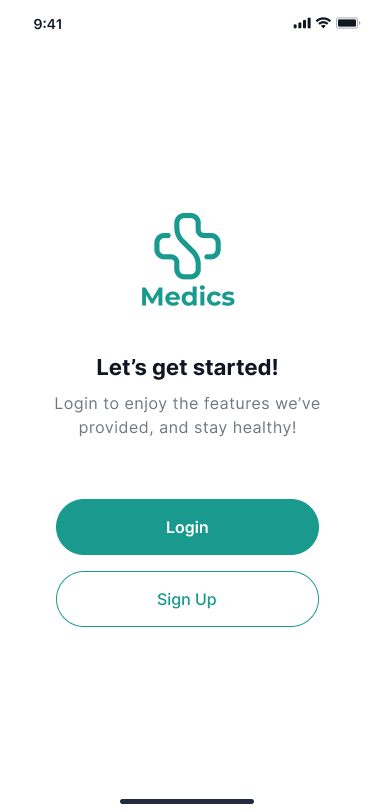 9:41
Medics
Let’s get started!
Login to enjoy the features we’ve
provided, and stay healthy!
Login
Sign Up